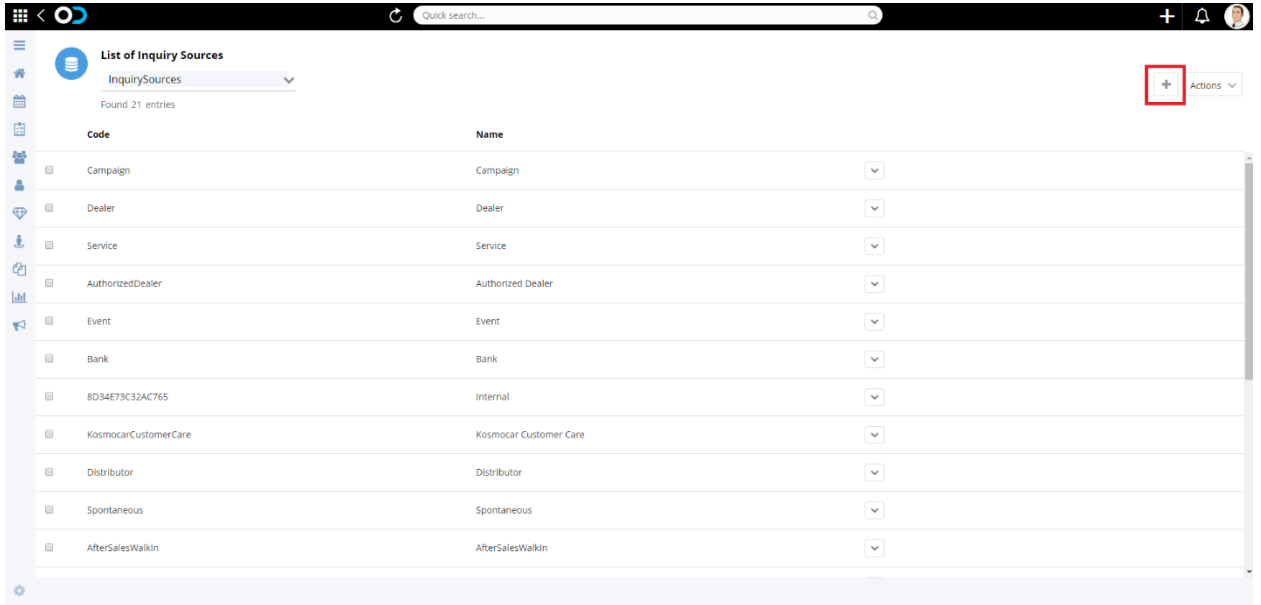 Quick search...
List of Inquiry Sources
InquirySources
Actions
Found 21 entries
Code Name
Campaign Campaign
Dealer Dealer
Service Service
AuthorizedDealer Authorized Dealer
Event Event
Bank Bank
8D34E73C32AC765 Internal
KosmocarCustomerCare Kosmocar Customer Care
Distributor Distributor
Spontaneous Spontaneous
AfterSalesWalkIn AfterSalesWalkIn